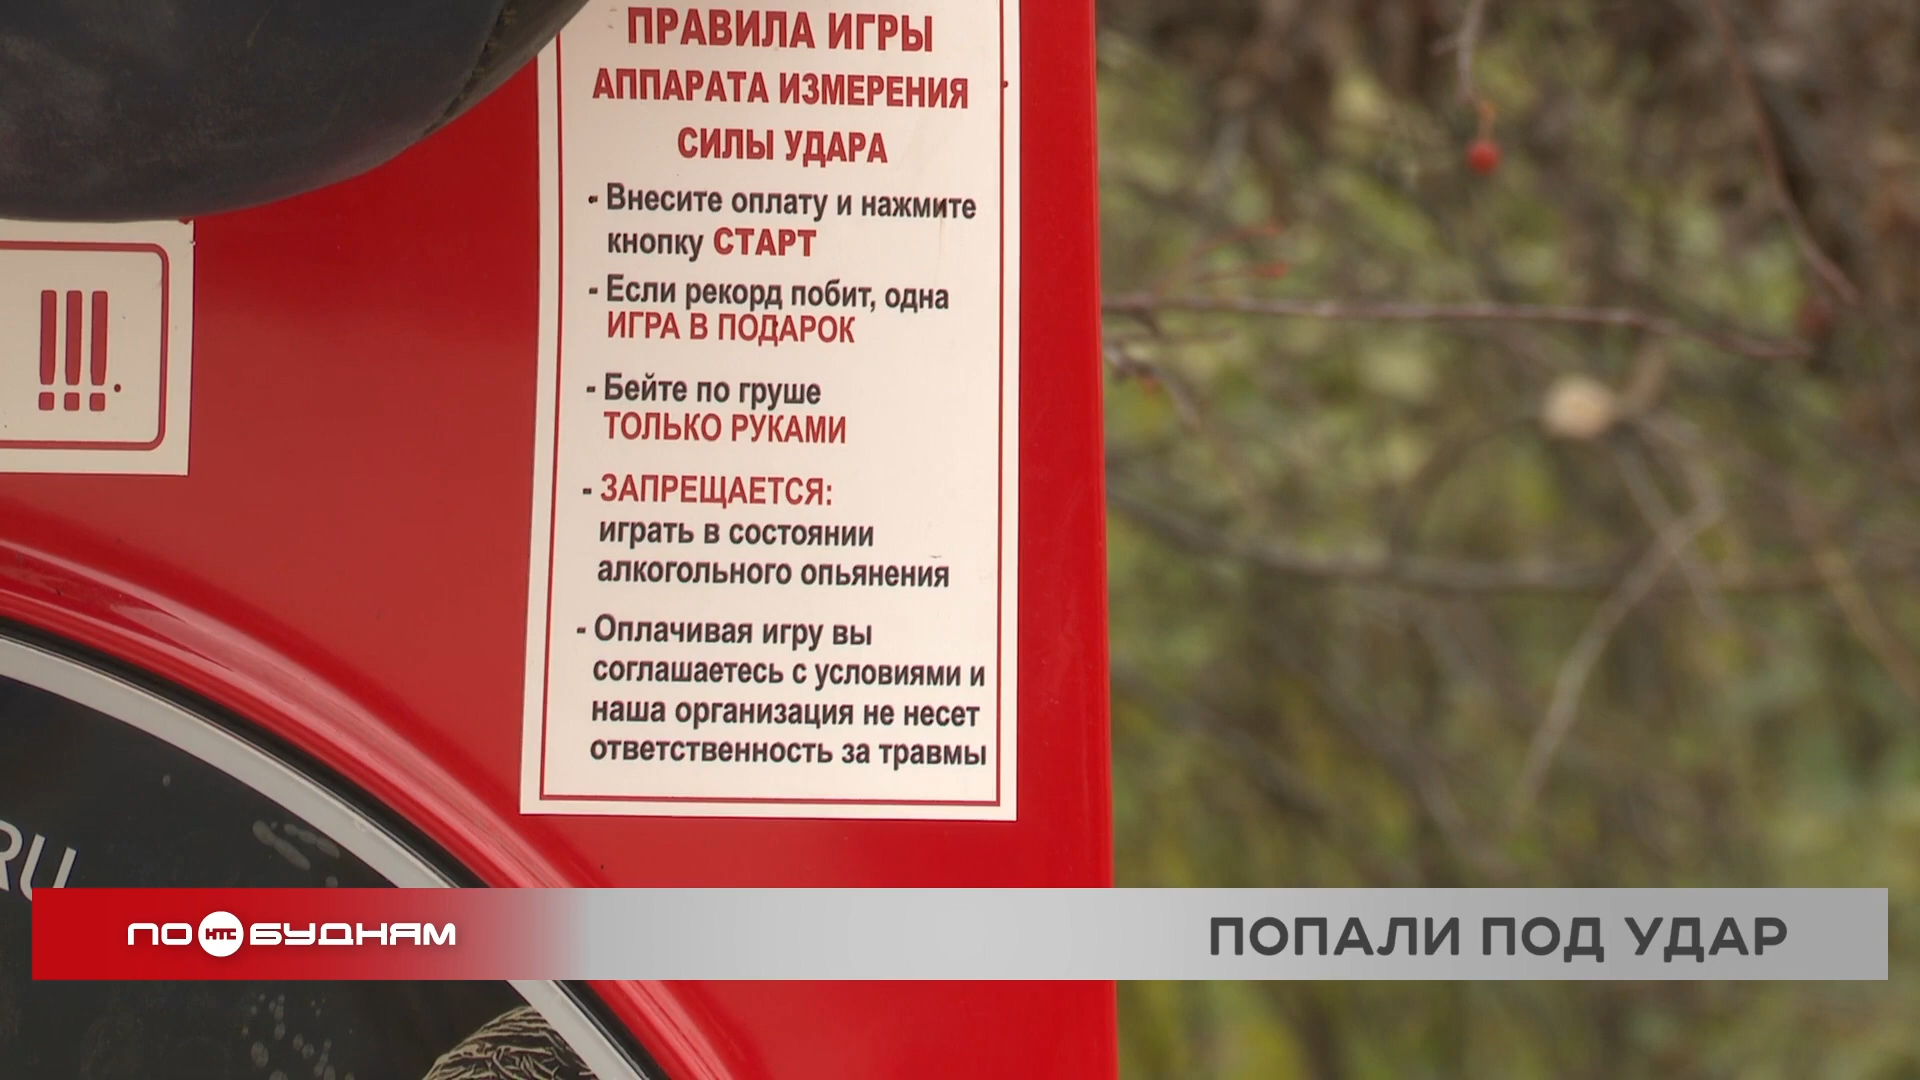 ПРАВИЛА ИГРЫ
АППАРАТА ИЗМЕРЕНИЯ
СИЛЫ УДАРА
- Внесите оплату и нажмите
кнопку СТАРТ
- Если рекорд побит, одна
ИГРА В ПОДАРОК
- Бейте по груше
ТОЛЬКО РУКАМИ
- ЗАПРЕЩАЕТСЯ:
играть в состоянии
алкогольного опьянения
- Оплачивая игру вы
соглашаетесь с условиями и
наша организация не несет
ответственность за травмы
!!!
RU
ПО НТС БУДНЯМ
ПОПАЛИ ПОД УДАР